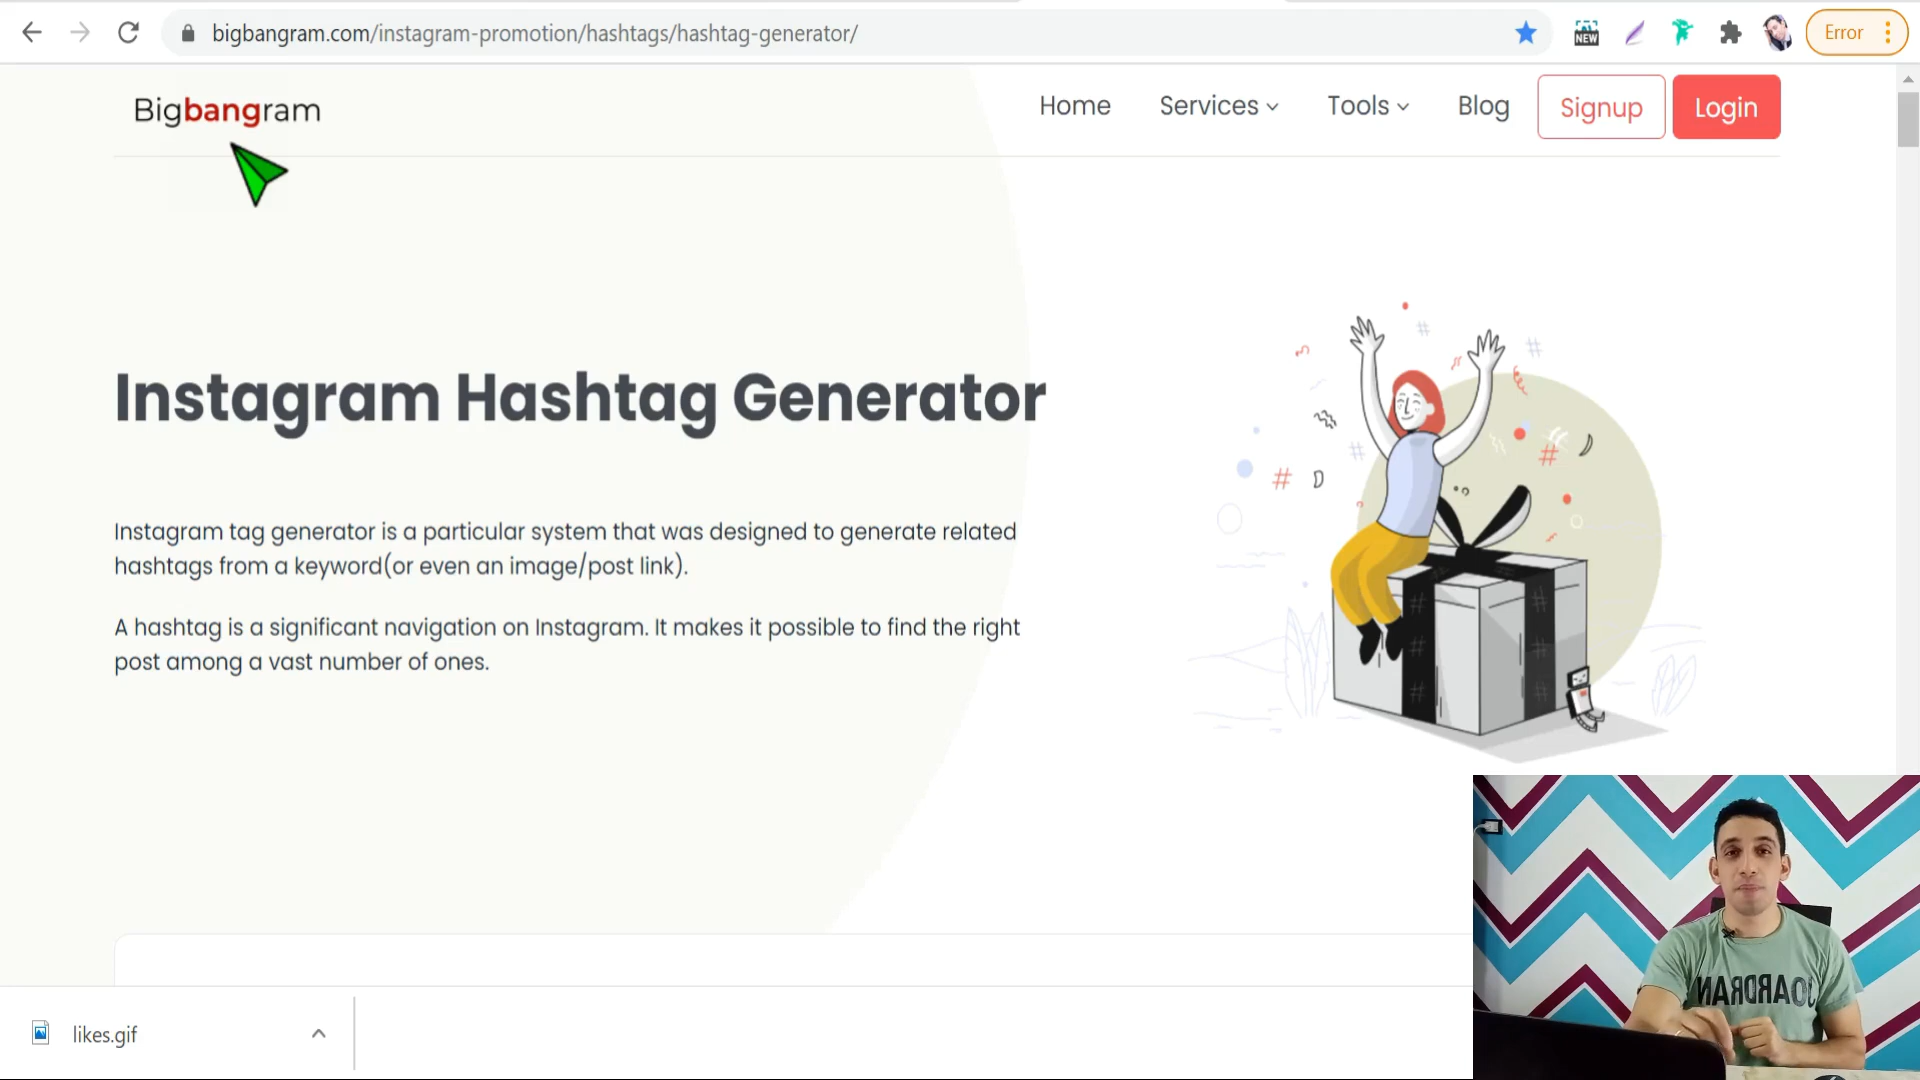 bigbangram.com/instagram-promotion/hashtags/hashtag-generator/
NEW
Error
Bigbangram
Home
Services
Tools
Blog
Signup
Login
Instagram Hashtag Generator
Instagram tag generator is a particular system that was designed to generate related
hashtags from a keyword(or even an image/post link).
A hashtag is a significant navigation on Instagram. It makes it possible to find the right
post among a vast number of ones.
likes.gif